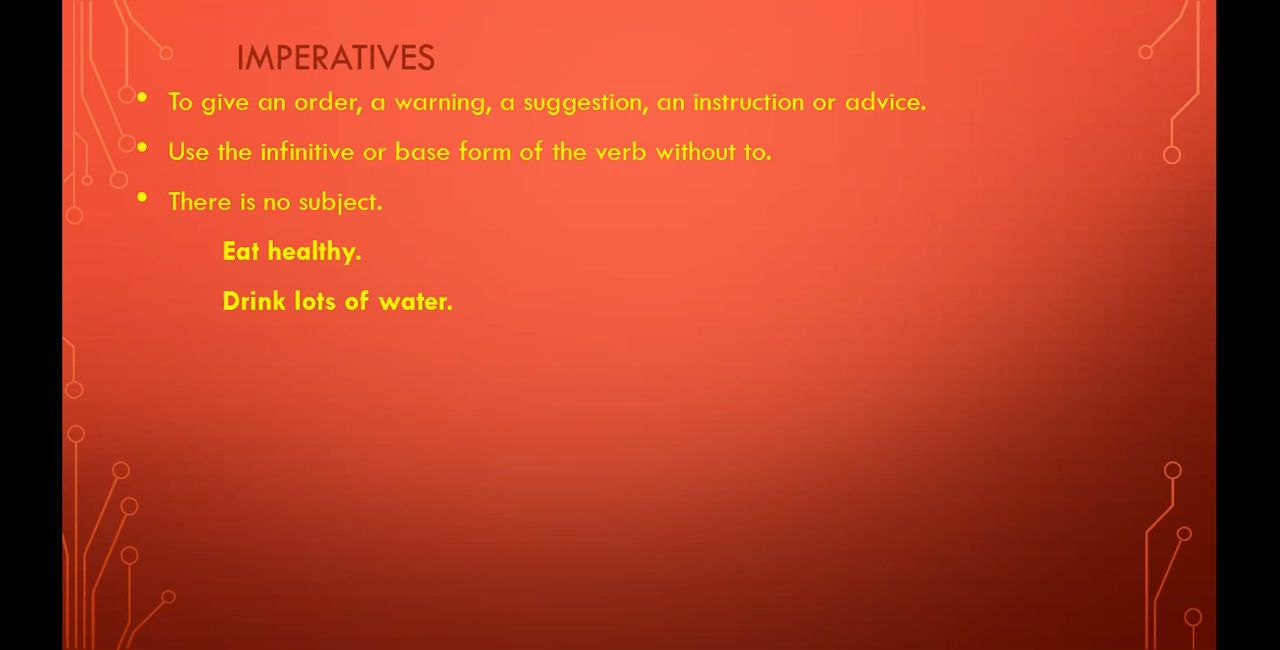 IMPERATIVES
• To give an order, a warning, a suggestion, an instruction or advice.
• Use the infinitive or base form of the verb without to.
• There is no subject.
Eat healthy.
Drink lots of water.